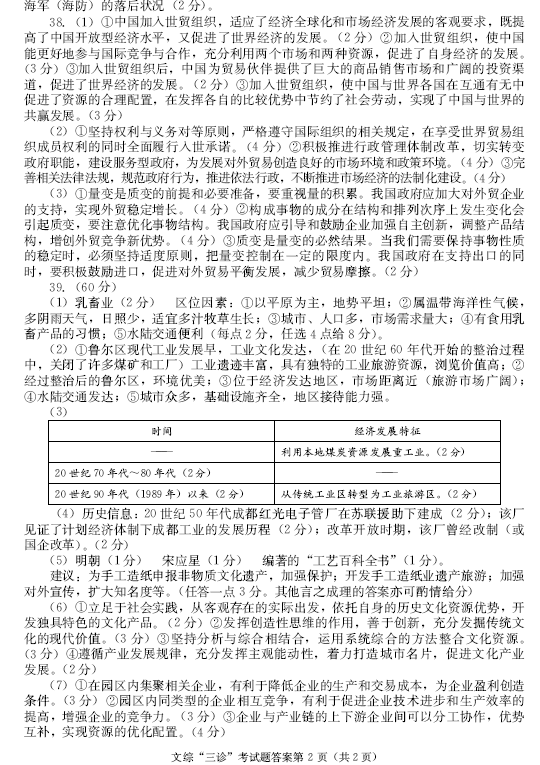 海军（海防）的落后状况（2分）。
38.（1）①中国加入世贸组织，适应了经济全球化和市场经济发展的客观要求，既提
高了中国开放型经济水平，又促进了世界经济的发展。（2分）②加入世贸组织，使中国
能更好地参与国际竞争与合作，充分利用两个市场和两种资源，促进了自身经济的发展。
（3分）③加入世贸组织后，中国为贸易伙伴提供了巨大的商品销售市场和广阔的投资渠
道，促进了世界经济的发展。（2分）③加入世贸组织，使中国与世界各国在互通有无中
促进了资源的合理配置，在发挥各自的比较优势中节约了社会劳动，实现了中国与世界的
共赢发展。（3分）
（2）①坚持权利与义务对等原则，严格遵守国际组织的相关规定，在享受世界贸易组
织成员权利的同时全面履行入世承诺。（4分）②积极推进行政管理体制改革，切实转变
政府职能，建设服务型政府，为发展对外贸易创造良好的市场环境和政策环境。（4分）③完
善相关法律法规，规范政府行为，推进依法行政，不断推进市场经济的法制化建设。（4分）
（3）①量变是质变的前提和必要准备，要重视量的积累。我国政府应加大对外贸企业
的支持，实现外贸稳定增长。（4分）②构成事物的成分在结构和排列次序上发生变化会
引起质变，要注意优化事物结构。我国政府应引导和鼓励企业加强自主创新，调整产品结
构，增创外贸竞争新优势。（4分）③质变是量变的必然结果。当我们需要保持事物性质
的稳定时，必须坚持适度原则，把量变控制在一定的限度内。我国政府在支持出口的同
时，要积极鼓励进口，促进对外贸易平衡发展，减少贸易摩擦。（2分）
39.（60分）
（1）乳畜业（2分） 区位因素：①以平原为主，地势平坦；②属温带海洋性气候，
多阴雨天气，日照少，适宜多汁牧草生长；③城市、人口多，市场需求量大；④有食用乳
畜产品的习惯；⑤水陆交通便利（每点2分，任选4点给8分）。
（2）①鲁尔区现代工业发展早，工业文化发达，（在20世纪60年代开始的整治过程
中，关闭了许多煤矿和工厂）工业遗迹丰富，具有独特的工业旅游资源，浏览价值高；②
经过整治后的鲁尔区，环境优美；③位于经济发达地区，市场距离近（旅游市场广阔）；
④水陆交通发达；⑤城市众多，基础设施齐全，地区接待能力强。
（3）
时间 经济发展特征
—— 利用本地煤炭资源发展重工业。（2分）
20世纪70年代～80年代（2分） ——
20世纪90年代（1989年）以来（2分） 从传统工业区转型为工业旅游区。（2分）
（4）历史信息：20世纪50年代成都红光电子管厂在苏联援助下建成（2分）；该厂
见证了计划经济体制下成都工业的发展历程（2分）；改革开放时期，该厂曾经改制（或
国企改革）。（2分）
（5）明朝（1分） 宋应星（1分） 编著的“工艺百科全书”（1分）。
建议：为手工造纸申报非物质文化遗产，加强保护；开发手工造纸业遗产旅游；加强
对外宣传，扩大知名度等。（任答一点3分。其他言之成理的答案亦可酌情给分）
（6）①立足于社会实践，从客观存在的实际出发，依托自身的历史文化资源优势，开
发独具特色的文化产品。（2分）②发挥创造性思维的作用，善于创新，充分发掘传统文
化的现代价值。（3分）③坚持分析与综合相结合，运用系统综合的方法整合文化资源。
（3分）④遵循产业发展规律，充分发挥主观能动性，着力打造城市名片，促进文化产业
发展。（2分）
（7）①在园区内集聚相关企业，有利于降低企业的生产和交易成本，为企业盈利创造
条件。（3分）②园区内同类型的企业相互竞争，有利于促进企业技术进步和生产效率的
提高，增强企业的竞争力。（3分）③企业与产业链的上下游企业间可以分工协作，优势
互补，实现资源的优化配置。（4分）
文综“三诊”考试题答案第2页（共2页）